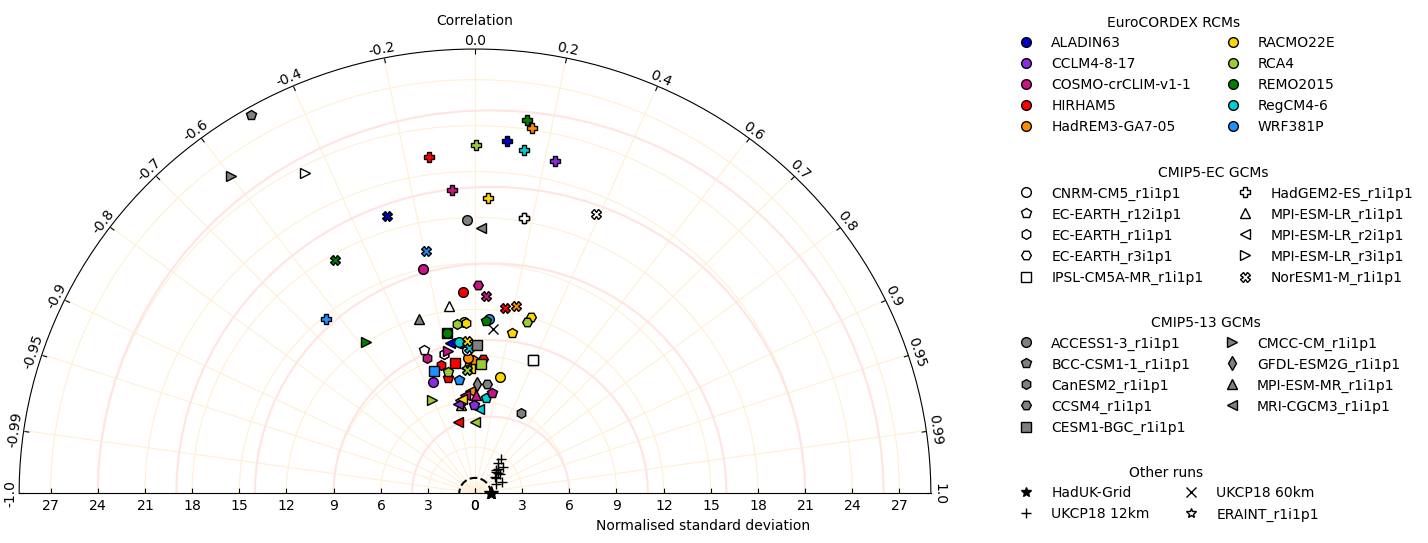 Correlation
0.0
-0.2
0.2
-0.4
0.4
-0.6
0.6
-0.7
0.7
-0.8
0.8
-0.9
0.9
-0.95
0.95
-0.99
0.99
-1.0
1.0
27 24 21 18 15 12 9 6 3 0 0 3 6 9 12 15 18 21 24 27
Normalised standard deviation
EuroCORDEX RCMs
ALADIN63 RACMO22E
CCLM4-8-17 RCA4
COSMO-crCLIM-v1-1 REMO2015
HIRHAM5 RegCM4-6
HadREM3-GA7-05 WRF381P
CMIP5-EC GCMs
CNRM-CM5_r1i1p1 HadGEM2-ES_r1i1p1
EC-EARTH_r12i1p1 MPI-ESM-LR_r1i1p1
EC-EARTH_r1i1p1 MPI-ESM-LR_r2i1p1
EC-EARTH_r3i1p1 MPI-ESM-LR_r3i1p1
IPSL-CM5A-MR_r1i1p1 NorESM1-M_r1i1p1
CMIP5-13 GCMs
ACCESS1-3_r1i1p1 CMCC-CM_r1i1p1
BCC-CSM1-1_r1i1p1 GFDL-ESM2G_r1i1p1
CanESM2_r1i1p1 MPI-ESM-MR_r1i1p1
CCSM4_r1i1p1 MRI-CGCM3_r1i1p1
CESM1-BGC_r1i1p1
Other runs
HadUK-Grid UKCP18 60km
UKCP18 12km ERAINT_r1i1p1